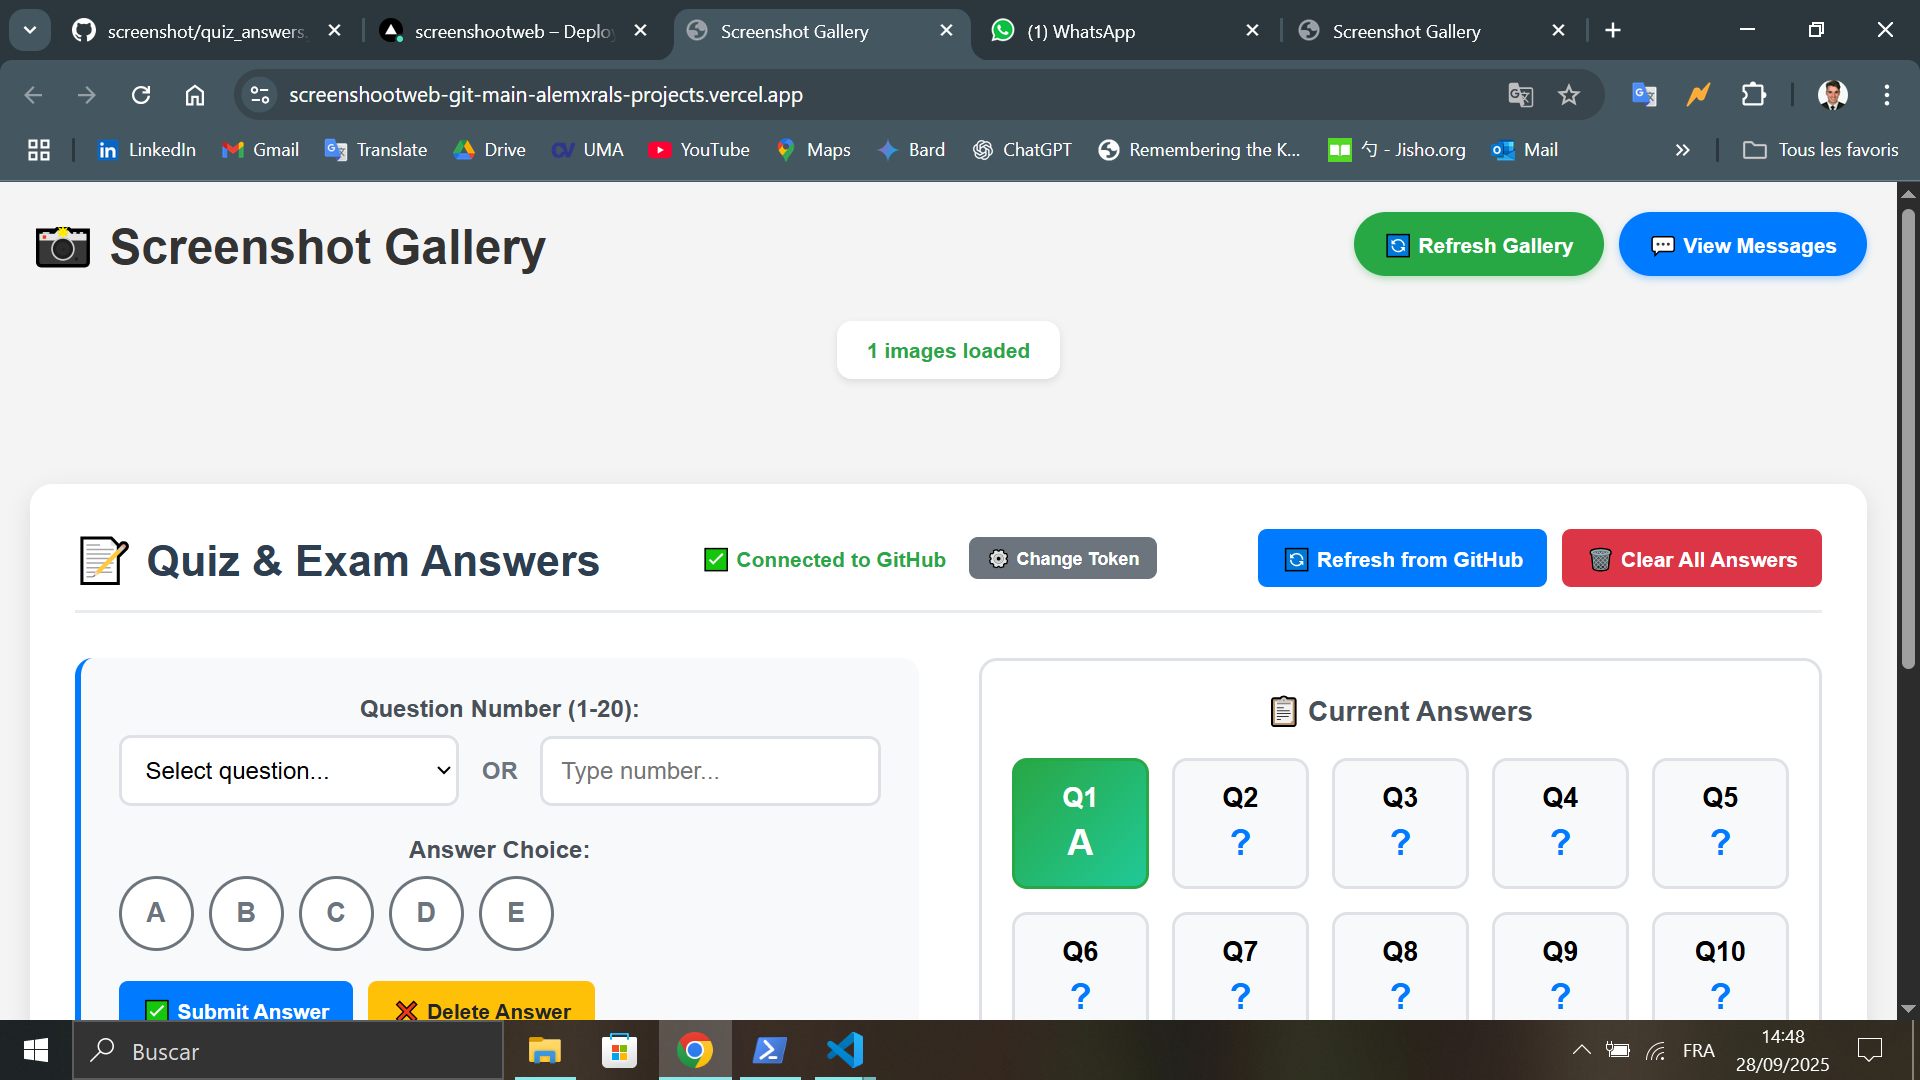 screenshot/quiz_answers.
screenshootweb – Deplo
Screenshot Gallery
(1) WhatsApp
Screenshot Gallery
screenshootweb-git-main-alemxrals-projects.vercel.app
LinkedIn
Gmail
Translate
Drive
UMA
YouTube
Maps
Bard
ChatGPT
Remembering the K...
勺 - Jisho.org
Mail
Tous les favoris
Screenshot Gallery
Refresh Gallery
View Messages
1 images loaded
Quiz & Exam Answers
Connected to GitHub
Change Token
Refresh from GitHub
Clear All Answers
Question Number (1-20):
Select question...
OR
Type number...
Answer Choice:
A B C D E
Submit Answer
Delete Answer
Current Answers
Q1 Q2 Q3 Q4 Q5
A ? ? ? ?
Q6 Q7 Q8 Q9 Q10
? ? ? ? ?
Buscar
FRA
14:48
28/09/2025